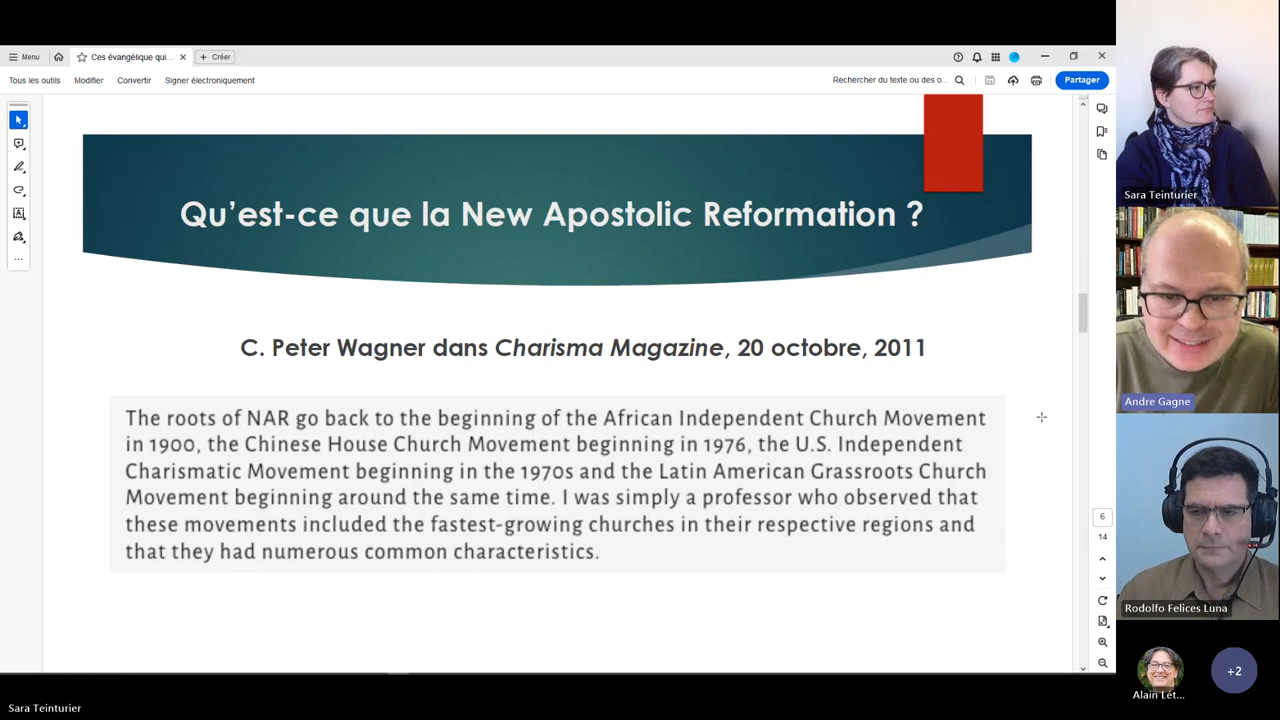 Menu
Ces évangélique qui...
Créer
Tous les outils
Modifier
Convertir
Signer électroniquement
Rechercher du texte ou des o...
Partager
Qu’est-ce que la New Apostolic Reformation ?
C. Peter Wagner dans Charisma Magazine, 20 octobre, 2011
The roots of NAR go back to the beginning of the African Independent Church Movement
in 1900, the Chinese House Church Movement beginning in 1976, the U.S. Independent
Charismatic Movement beginning in the 1970s and the Latin American Grassroots Church
Movement beginning around the same time. I was simply a professor who observed that
these movements included the fastest-growing churches in their respective regions and
that they had numerous common characteristics.
6
14
Sara Teinturier
Andre Gagne
Rodolfo Felices Luna
Alain Lét...
+2
Sara Teinturier